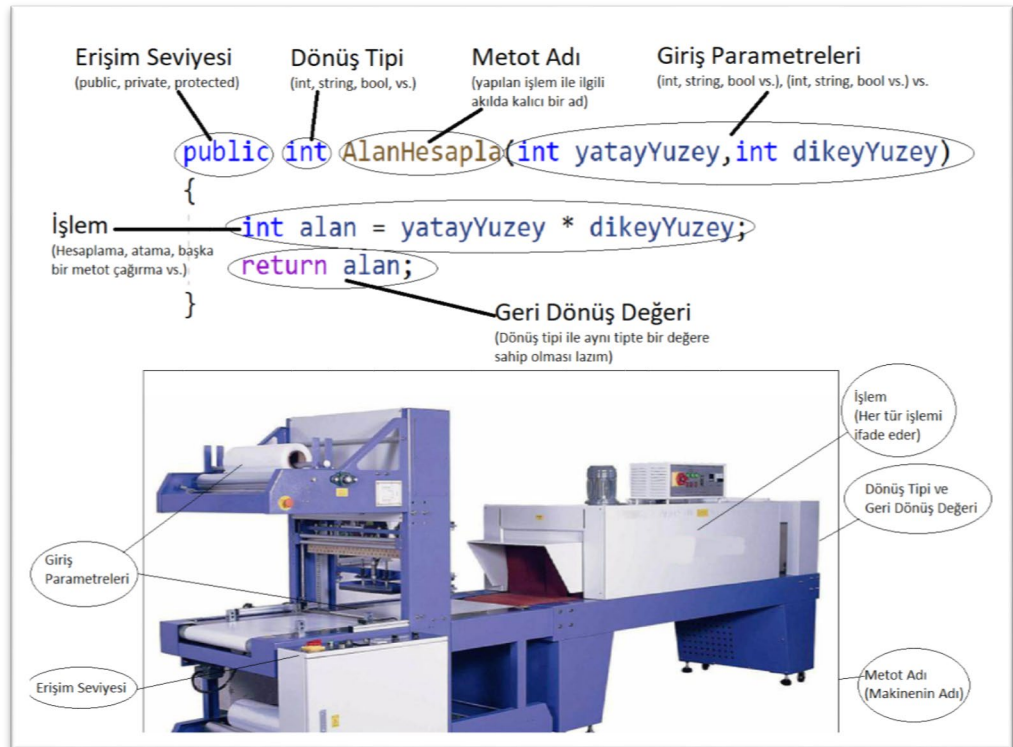 Erişim Seviyesi
(public, private, protected)
Dönüş Tipi
(int, string, bool, vs.)
Metot Adı
(yapılan işlem ile ilgili
akılda kalıcı bir ad)
Giriş Parametreleri
(int, string, bool vs.), (int, string, bool vs.) vs.
public int AlanHesapla(int yatayYuzey,int dikeyYuzey)
{
İşlem
(Hesaplama, atama, başka
bir metot çağırma vs.)
int alan = yatayYuzey * dikeyYuzey;
return alan;
}
Geri Dönüş Değeri
(Dönüş tipi ile aynı tipte bir değere
sahip olması lazım)
İşlem
(Her tür işlemi
ifade eder)
Dönüş Tipi ve
Geri Dönüş Değeri
Giriş
Parametreleri
Erişim Seviyesi
Metot Adı
(Makinenin Adı)